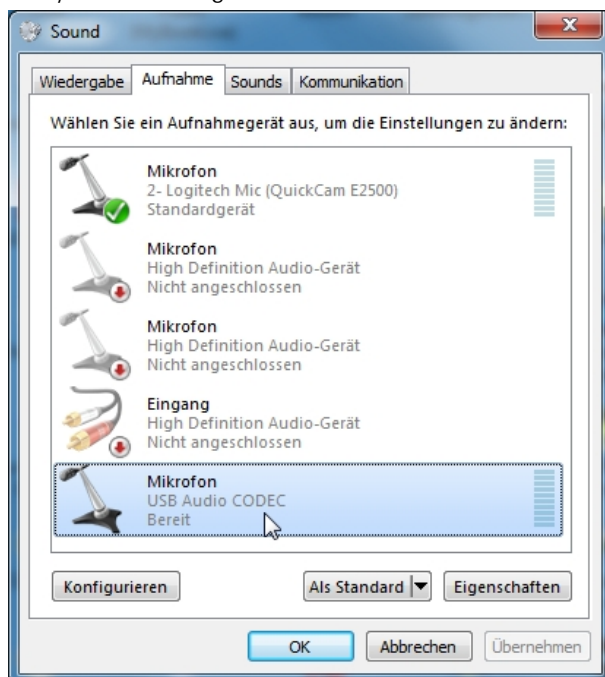 Sound
Wiedergabe Aufnahme Sounds Kommunikation
Wählen Sie ein Aufnahmegerät aus, um die Einstellungen zu ändern:
Mikrofon
2- Logitech Mic (QuickCam E2500)
Standardgerät
Mikrofon
High Definition Audio-Gerät
Nicht angeschlossen
Mikrofon
High Definition Audio-Gerät
Nicht angeschlossen
Eingang
High Definition Audio-Gerät
Nicht angeschlossen
Mikrofon
USB Audio CODEC
Bereit
Konfigurieren Als Standard Eigenschaften
OK Abbrechen Übernehmen